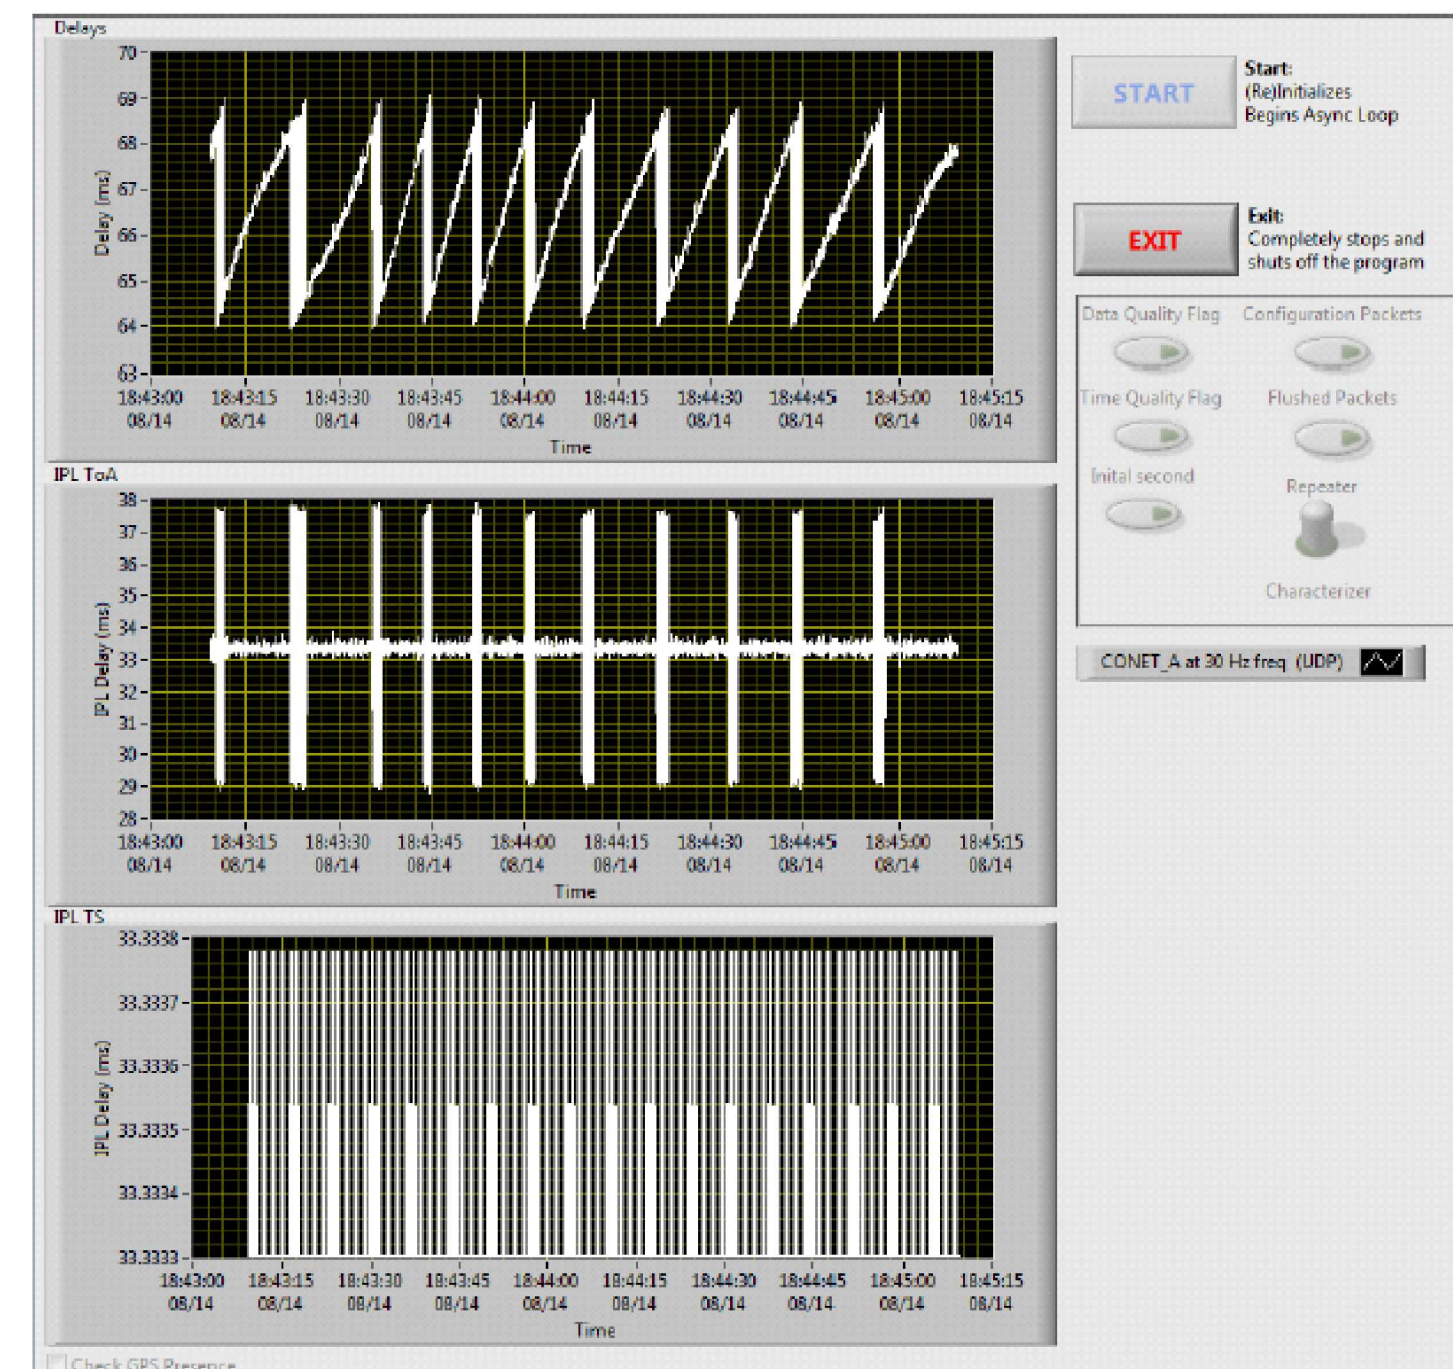 Delays
70
69
68
67
66
65
64
63
Delay (ms)
18:43:00 18:43:15 18:43:30 18:43:45 18:44:00 18:44:15 18:44:30 18:44:45 18:45:00 18:45:15
08/14 08/14 08/14 08/14 08/14 08/14 08/14 08/14 08/14 08/14
Time
IPL ToA
38
37
36
35
34
33
32
31
30
29
28
IPL Delay (ms)
18:43:00 18:43:15 18:43:30 18:43:45 18:44:00 18:44:15 18:44:30 18:44:45 18:45:00 18:45:15
08/14 08/14 08/14 08/14 08/14 08/14 08/14 08/14 08/14 08/14
Time
IPL TS
33.3338
33.3337
33.3336
33.3335
33.3334
33.3333
IPL Delay (ms)
18:43:00 18:43:15 18:43:30 18:43:45 18:44:00 18:44:15 18:44:30 18:44:45 18:45:00 18:45:15
08/14 08/14 08/14 08/14 08/14 08/14 08/14 08/14 08/14 08/14
Time
Check GPS Presence
START
Start:
(Re)Initializes
Begins Async Loop
EXIT
Exit:
Completely stops and
shuts off the program
Data Quality Flag Configuration Packets
Time Quality Flag Flushed Packets
Inital second Repeater
Characterizer
CONET_A at 30 Hz freq (UDP)